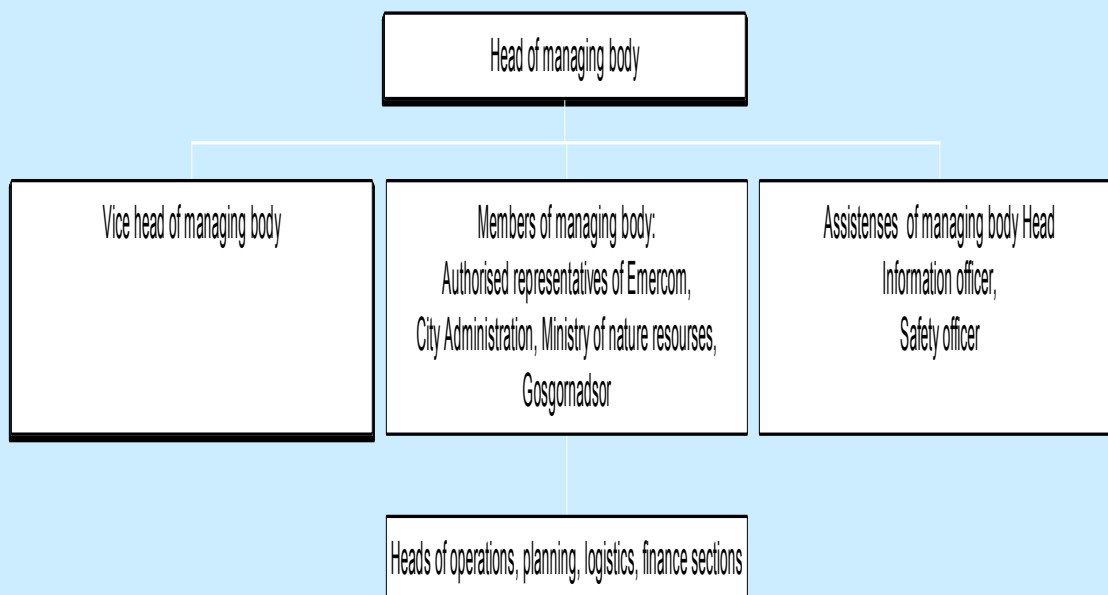 Head of managing body
Vice head of managing body
Members of managing body:
Authorised representatives of Emercom,
City Administration, Ministry of nature resourses,
Gosgornadsor
Assistenses of managing body Head
Information officer,
Safety officer
Heads of operations, planning, logistics, finance sections